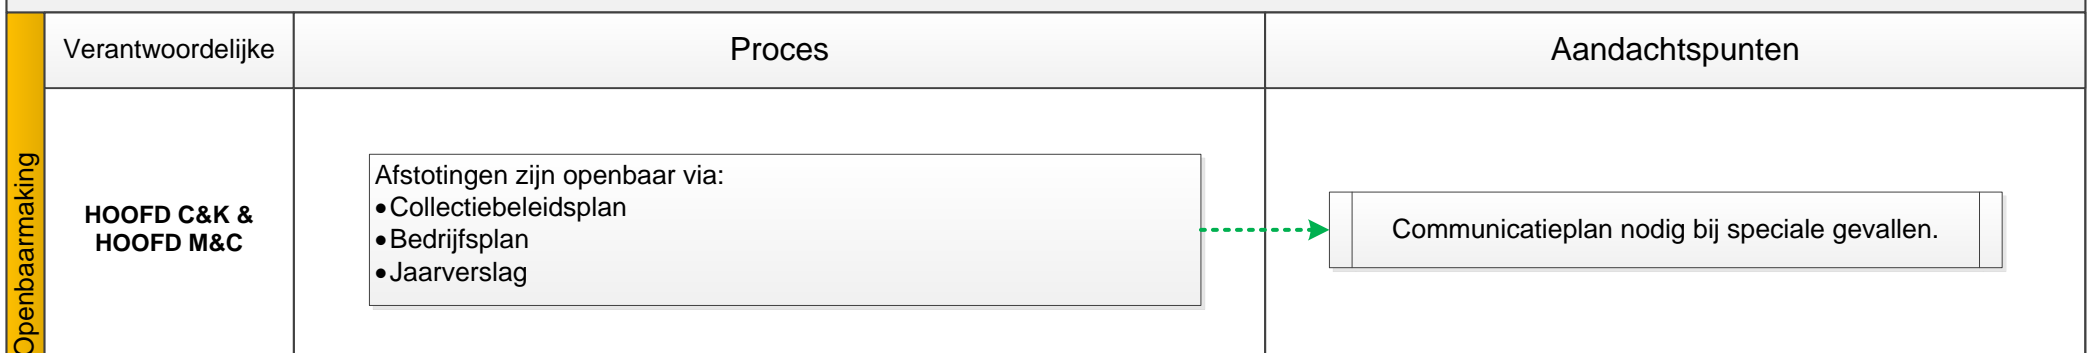 Verantwoordelijke
Proces
Aandachtspunten
Openbaarmaking
HOOFD C&K &
HOOFD M&C
Afstotingen zijn openbaar via:
•Collectiebeleidsplan
•Bedrijfsplan
•Jaarverslag
Communicatieplan nodig bij speciale gevallen.